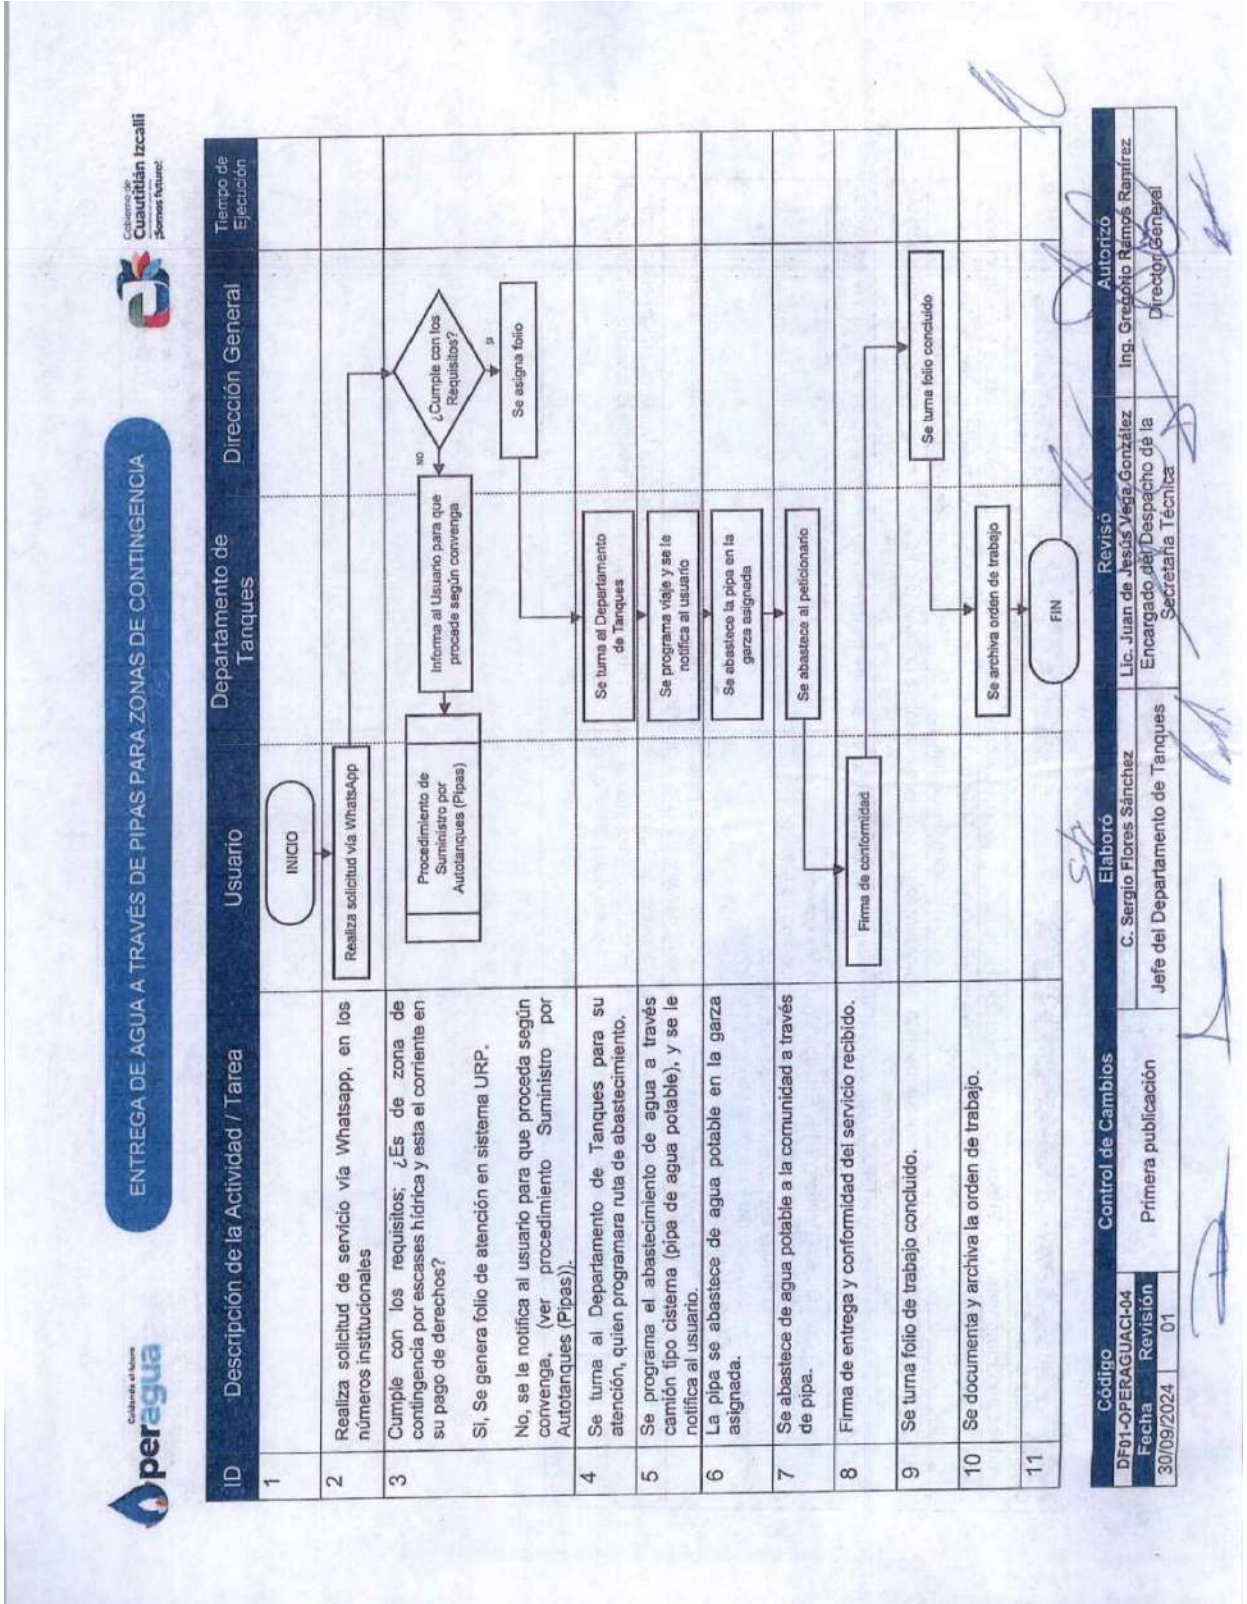 Cuidando el futuro
Operagua
ENTREGA DE AGUA A TRAVÉS DE PIPAS PARA ZONAS DE CONTINGENCIA
Gobierno de
Cuautitlán Izcalli
¡Somos futuro!
ID
Descripción de la Actividad / Tarea
Usuario
Departamento de
Tanques
Dirección General
Tiempo de
Ejecución
1
INICIO
2
Realiza solicitud de servicio vía Whatsapp, en los
números institucionales
Realiza solicitud vía WhatsApp
3
Cumple con los requisitos; ¿Es de zona de
contingencia por escases hídrica y esta el corriente en
su pago de derechos?
Si, Se genera folio de atención en sistema URP.
No, se le notifica al usuario para que proceda según
convenga, (ver procedimiento Suministro por
Autotanques (Pipas)).
Procedimiento de
Suministro por
Autotanques (Pipas)
Informa al Usuario para que
procede según convenga
NO
¿Cumple con los
Requisitos?
SI
Se asigna folio
4
Se turna al Departamento de Tanques para su
atención, quien programara ruta de abastecimiento.
Se turna al Departamento
de Tanques
5
Se programa el abastecimiento de agua a través
camión tipo cisterna (pipa de agua potable), y se le
notifica al usuario.
Se programa viaje y se le
notifica al usuario
6
La pipa se abastece de agua potable en la garza
asignada.
Se abastece la pipa en la
garza asignada
7
Se abastece de agua potable a la comunidad a través
de pipa.
Se abastece al peticionario
8
Firma de entrega y conformidad del servicio recibido.
Firma de conformidad
9
Se turna folio de trabajo concluido.
Se turna folio concluido
10
Se documenta y archiva la orden de trabajo.
Se archiva orden de trabajo
11
FIN
Código
Control de Cambios
Elaboró
Revisó
Autorizó
DF01-OPERAGUACI-04
Primera publicación
C. Sergio Flores Sánchez
Lic. Juan de Jesús Vega González
Ing. Gregorio Ramos Ramírez
Fecha
Revisión
Jefe del Departamento de Tanques
Encargado del Despacho de la
Secretaría Técnica
Director General
30/09/2024
01